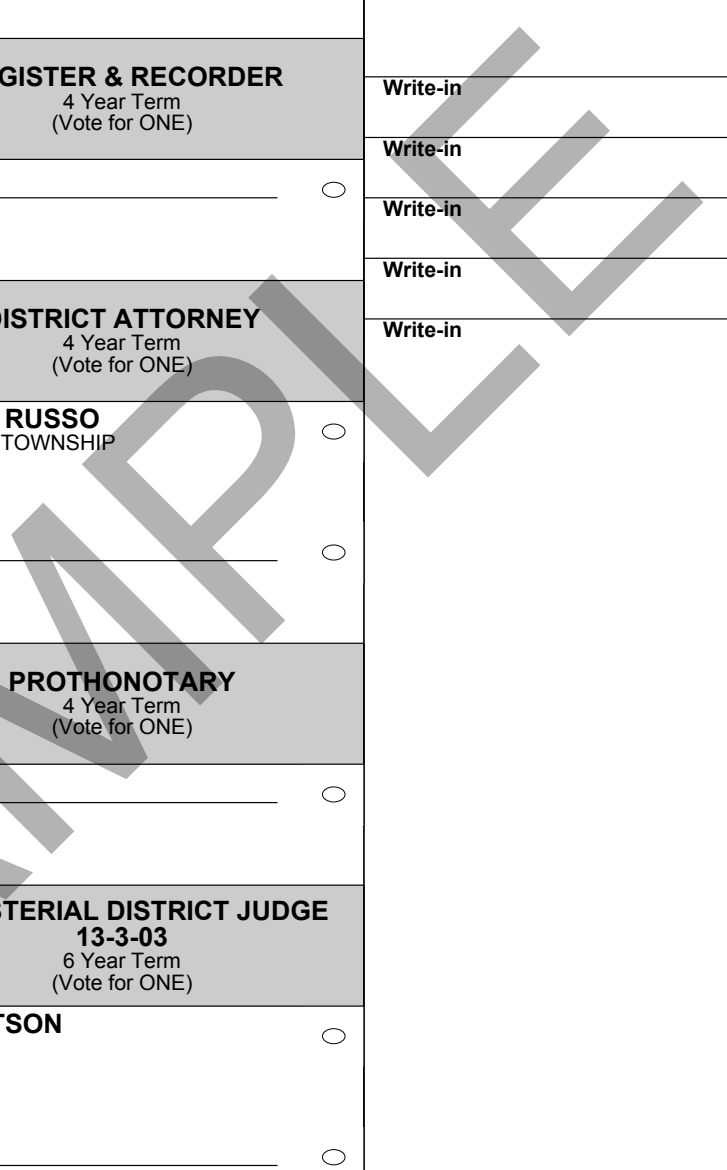 GISTER & RECORDER
4 Year Term
(Vote for ONE)
DISTRICT ATTORNEY
4 Year Term
(Vote for ONE)
RUSSO
TOWNSHIP
PROTHONOTARY
4 Year Term
(Vote for ONE)
STERIAL DISTRICT JUDGE
13-3-03
6 Year Term
(Vote for ONE)
TSON
Write-in
Write-in
Write-in
Write-in
Write-in
AMPLE